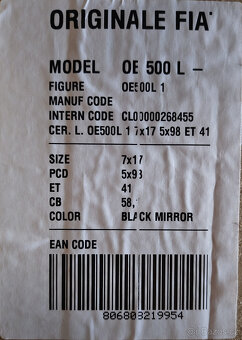 ORIGINALE FIA
MODEL OE 500 L -
FIGURE OE500L 1
MANUF CODE
INTERN CODE CL00000268455
CER. L. OE500L 1 7x17 5x98 ET 41
SIZE 7x17
PCD 5x98
ET 41
CB 58,
COLOR BLACK MIRROR
EAN CODE
806803219954